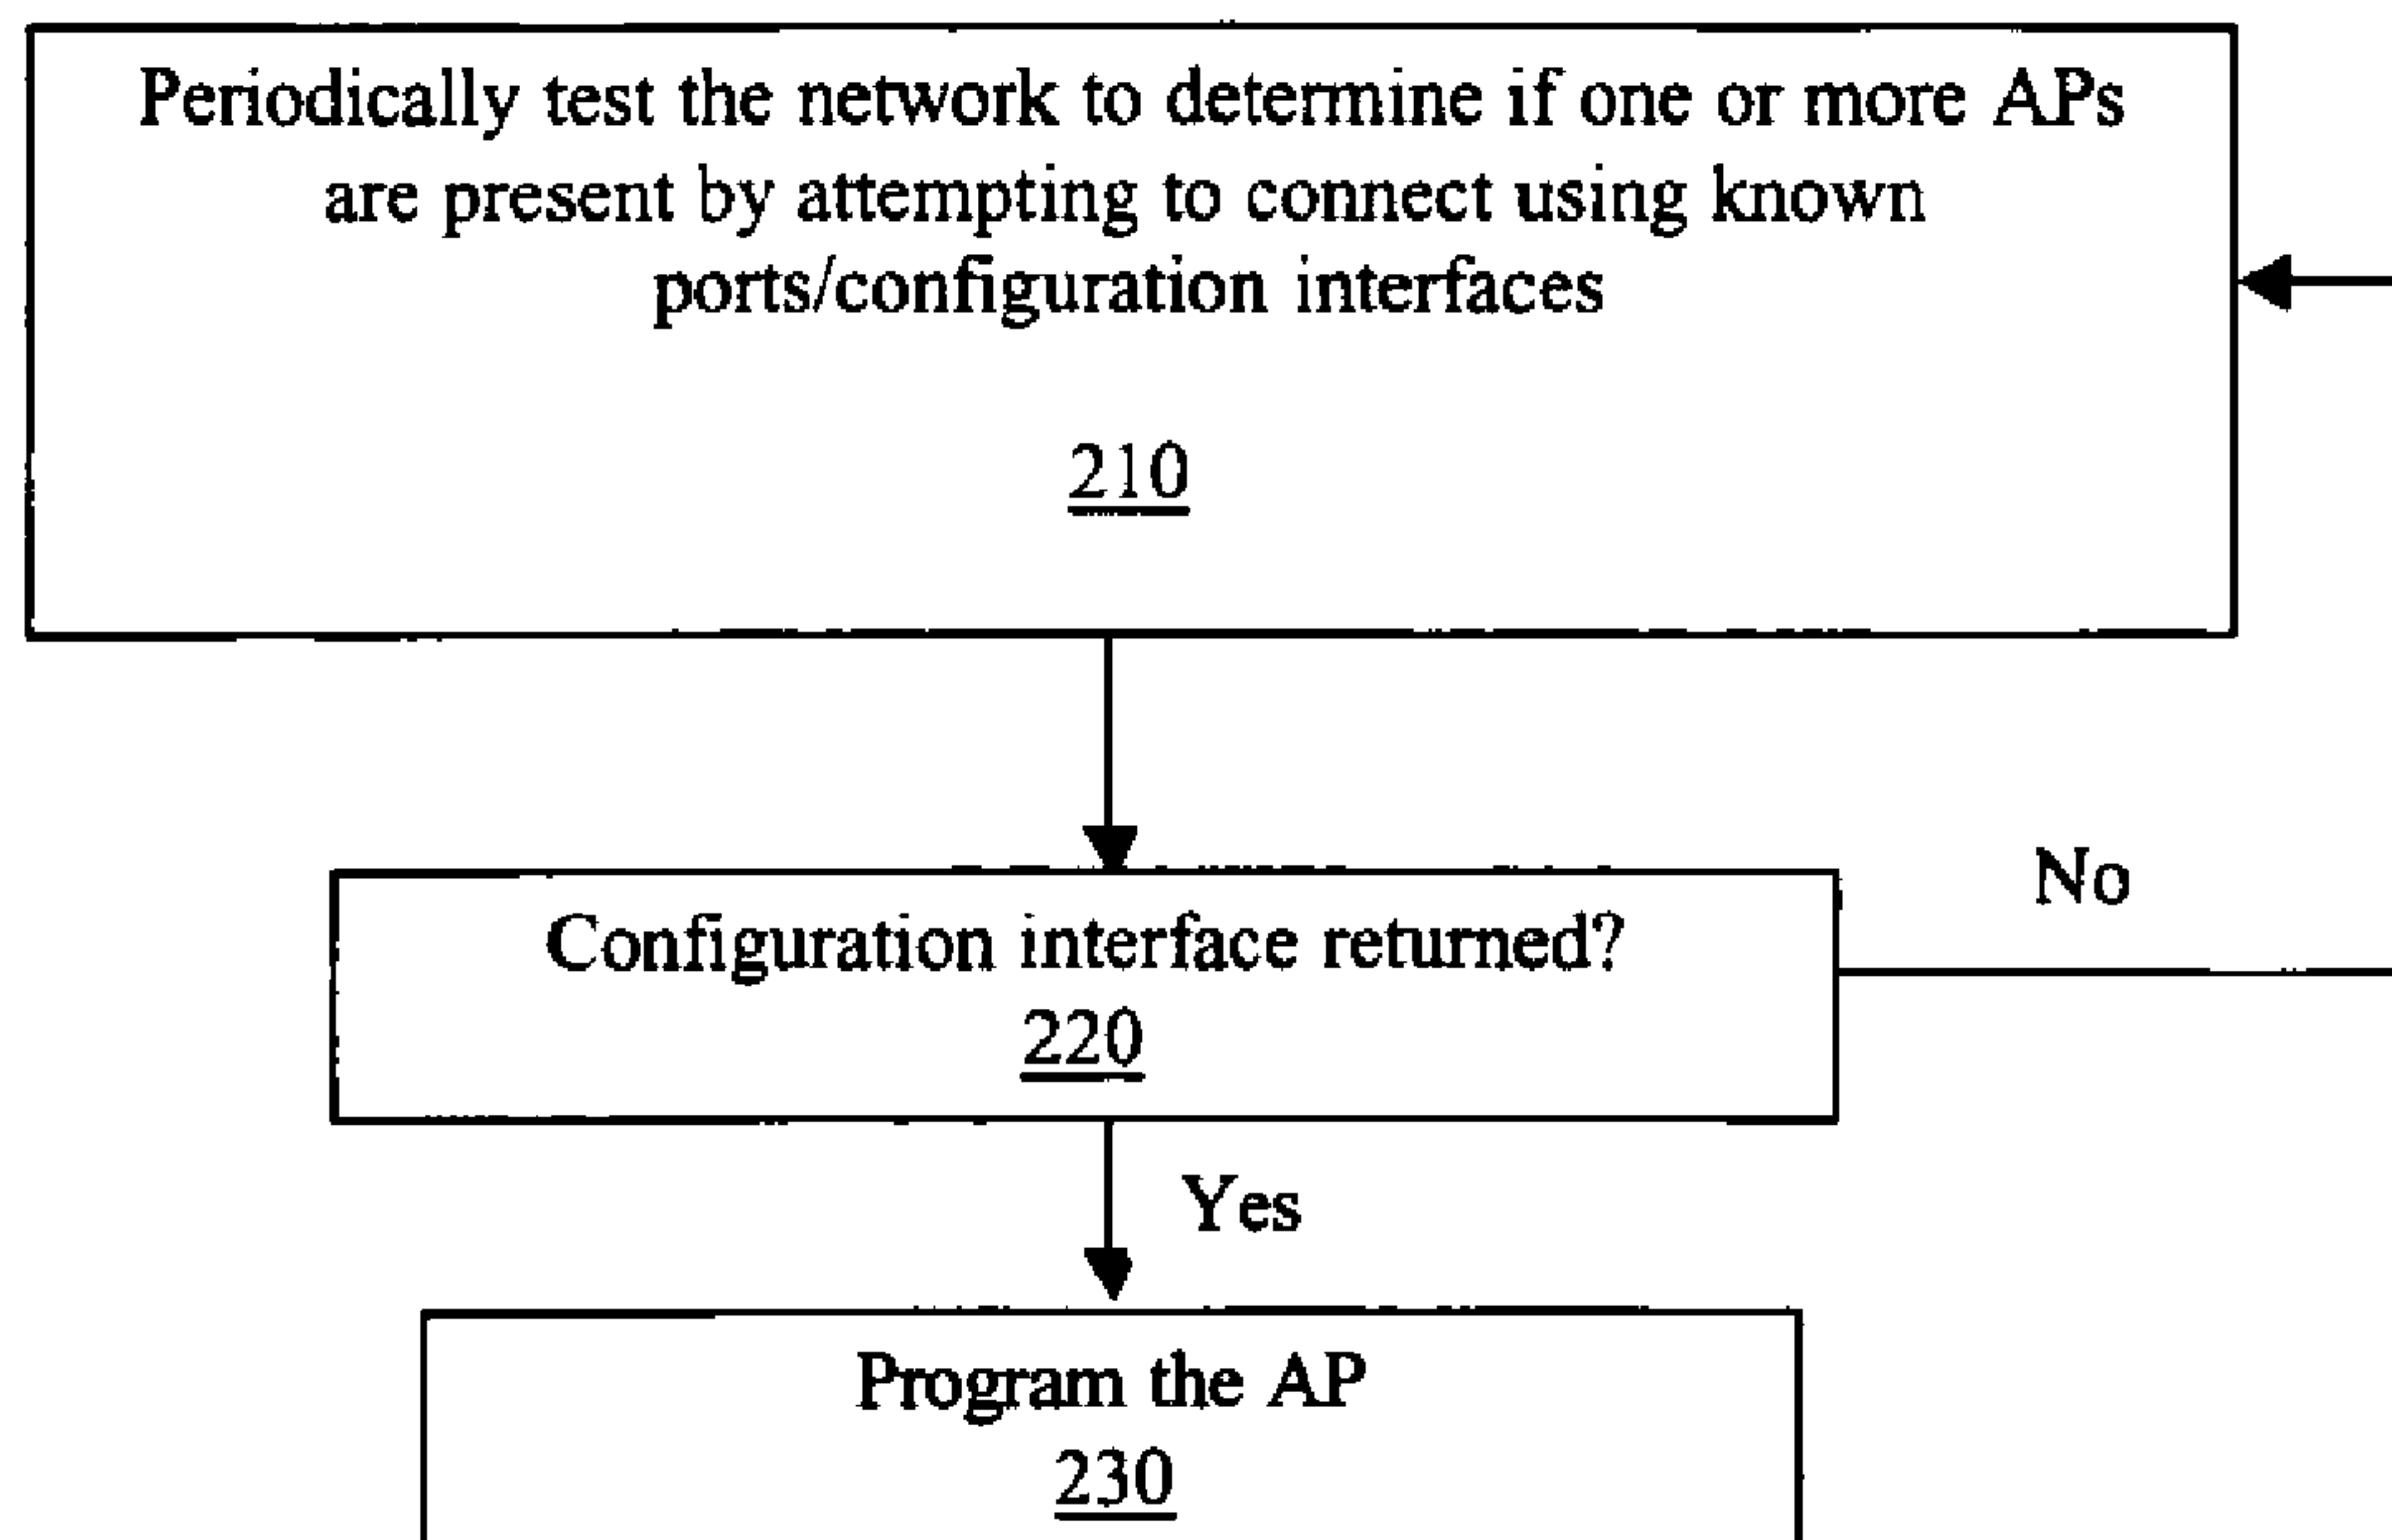 Periodically test the network to determine if one or more APs
are present by attempting to connect using known
ports/configuration interfaces
210
No
Configuration interface returned?
220
Yes
Program the AP
230